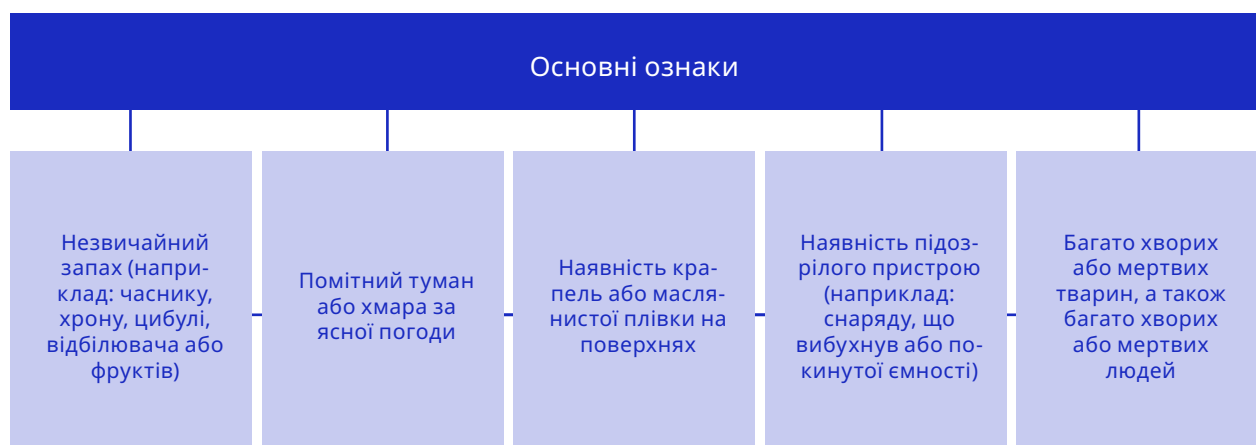 Основні ознаки
Незвичайний
запах (напри-
клад: часнику,
хрону, цибулі,
відбілювача або
фруктів)
Помітний туман
або хмара за
ясної погоди
Наявність кра-
пель або масля-
нистої плівки на
поверхнях
Наявність підоз-
рілого пристрою
(наприклад:
снаряду, що
вибухнув або по-
кинутої ємності)
Багато хворих
або мертвих
тварин, а також
багато хворих
або мертвих
людей